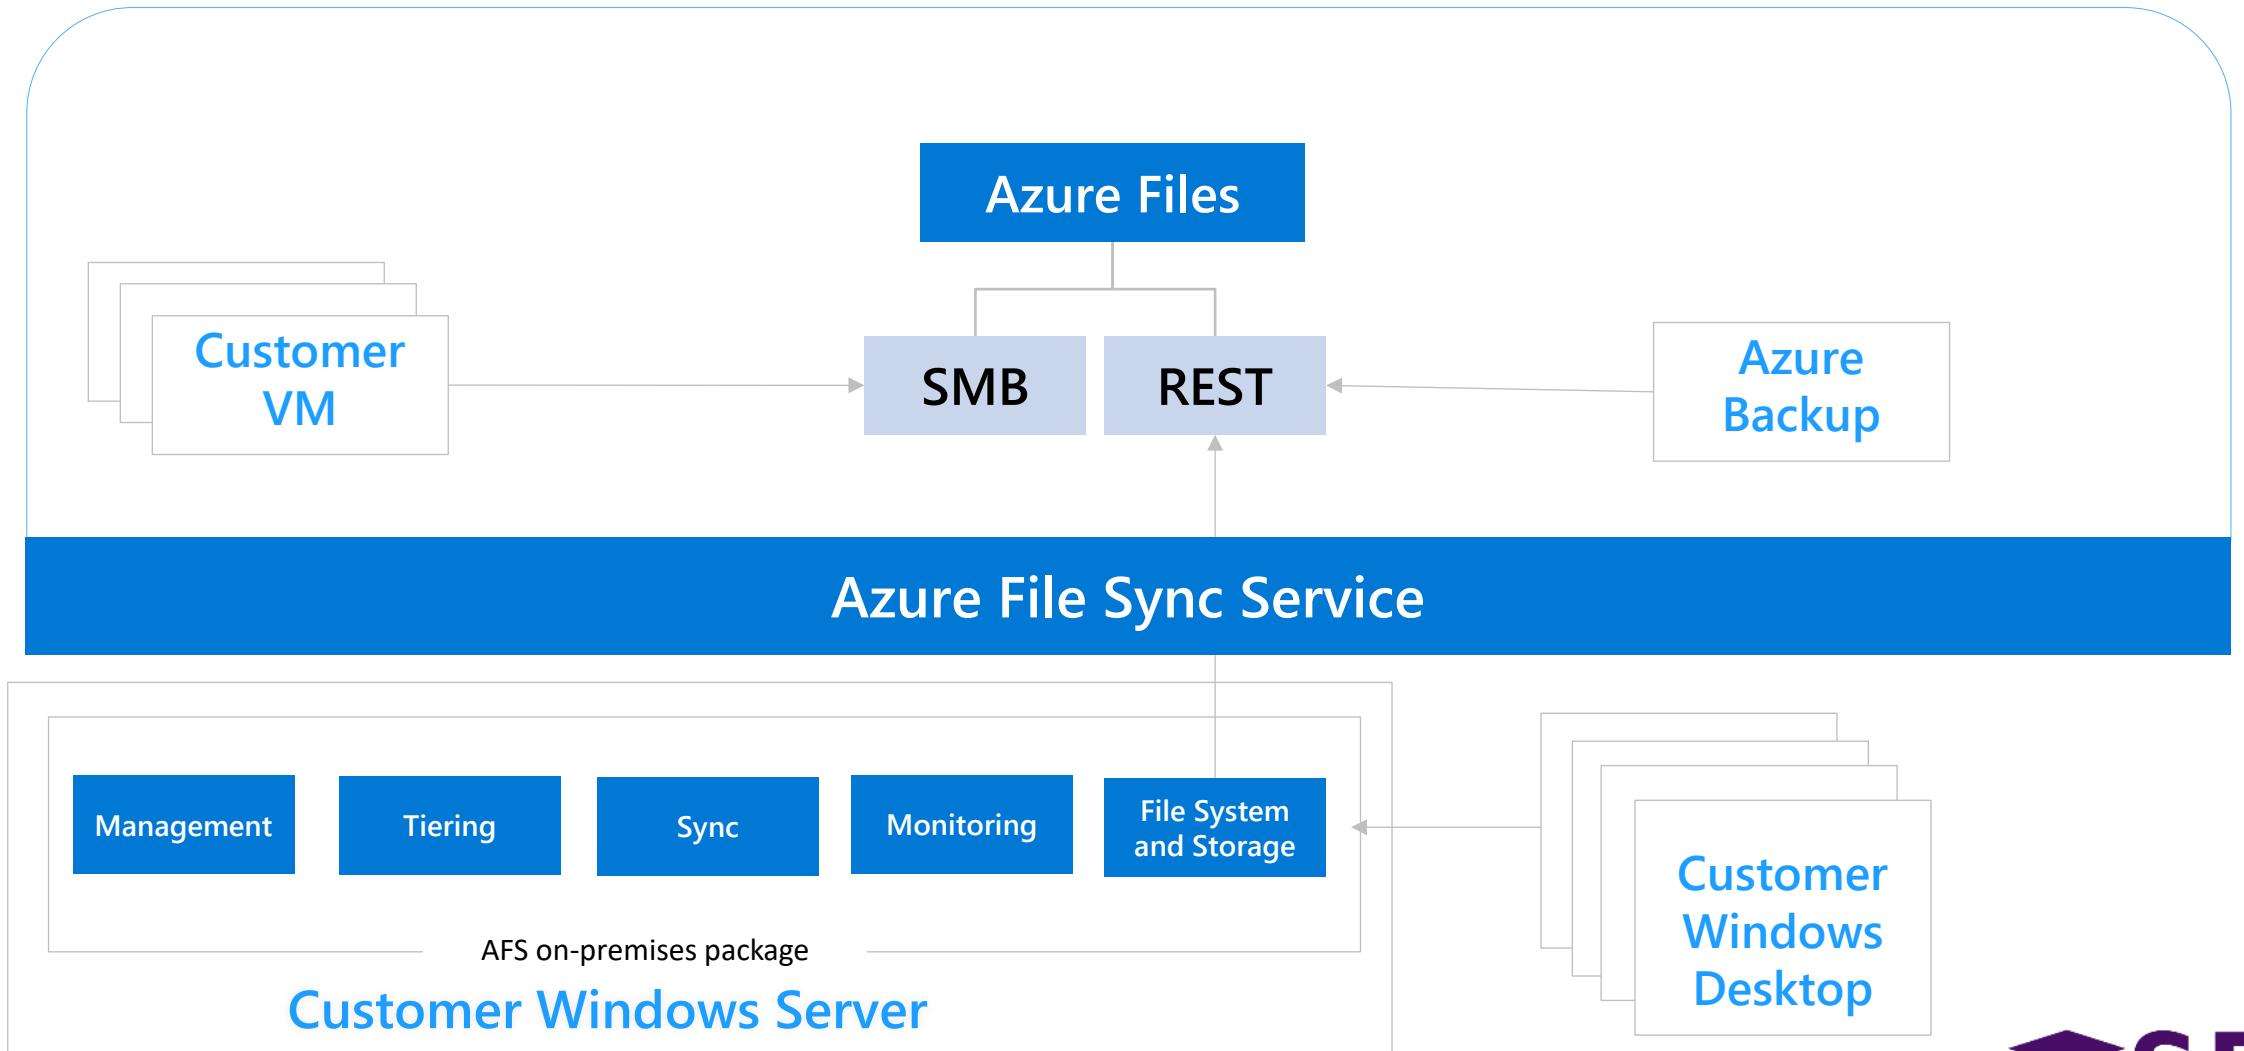 Azure Files
Customer
VM
SMB
REST
Azure
Backup
Azure File Sync Service
Management
Tiering
Sync
Monitoring
File System
and Storage
AFS on-premises package
Customer Windows Server
Customer
Windows
Desktop